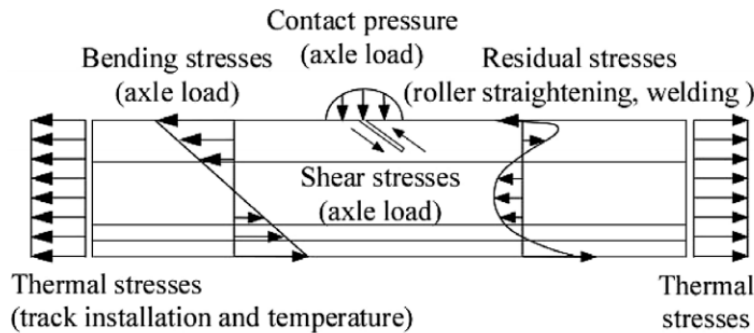 Contact pressure
(axle load)
Bending stresses
(axle load)
Residual stresses
(roller straightening, welding )
Shear stresses
(axle load)
Thermal stresses
(track installation and temperature)
Thermal
stresses